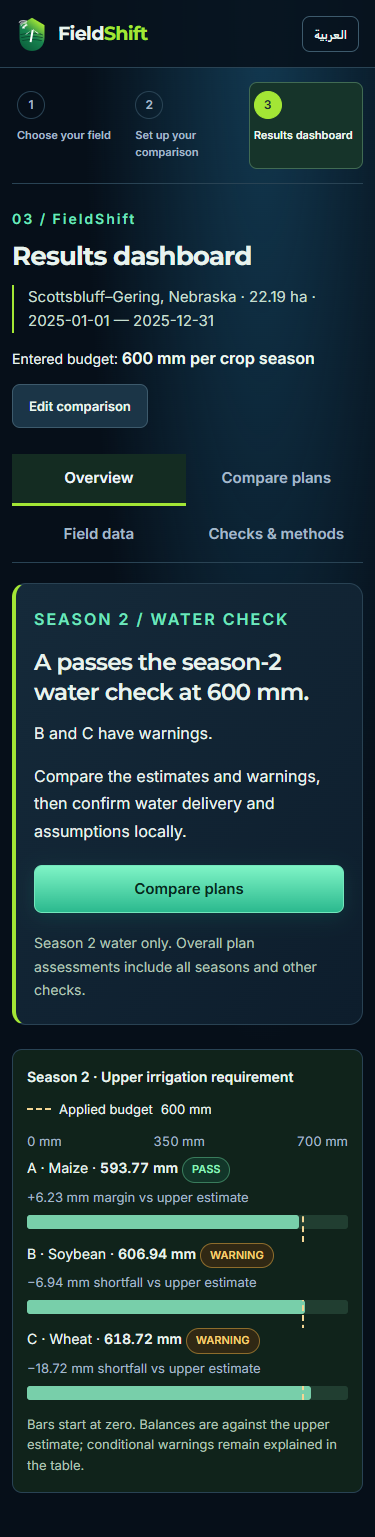 FieldShift
العربية
1
Choose your field
2
Set up your
comparison
3
Results dashboard
03 / FieldShift
Results dashboard
Scottsbluff–Gering, Nebraska · 22.19 ha ·
2025-01-01 — 2025-12-31
Entered budget: 600 mm per crop season
Edit comparison
Overview
Compare plans
Field data
Checks & methods
SEASON 2 / WATER CHECK
A passes the season-2
water check at 600 mm.
B and C have warnings.
Compare the estimates and warnings,
then confirm water delivery and
assumptions locally.
Compare plans
Season 2 water only. Overall plan
assessments include all seasons and other
checks.
Season 2 · Upper irrigation requirement
Applied budget 600 mm
0 mm 350 mm 700 mm
A · Maize · 593.77 mm PASS
+6.23 mm margin vs upper estimate
B · Soybean · 606.94 mm WARNING
−6.94 mm shortfall vs upper estimate
C · Wheat · 618.72 mm WARNING
−18.72 mm shortfall vs upper estimate
Bars start at zero. Balances are against the upper
estimate; conditional warnings remain explained in
the table.